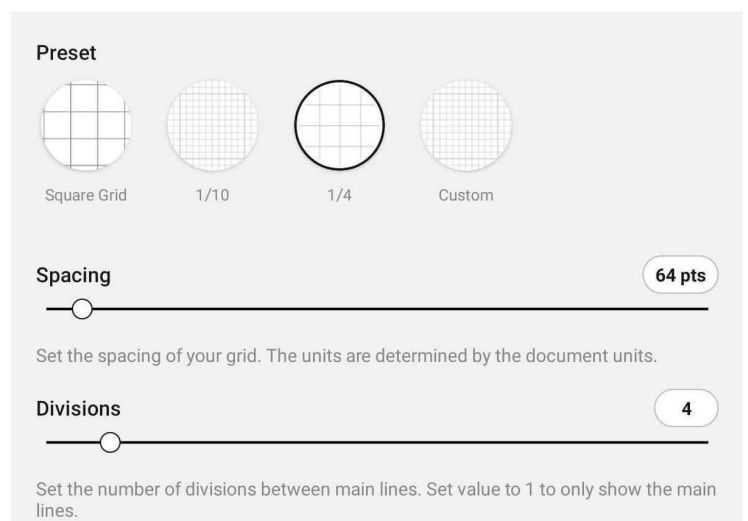 Preset
Square Grid 1/10 1/4 Custom
Spacing 64 pts
Set the spacing of your grid. The units are determined by the document units.
Divisions 4
Set the number of divisions between main lines. Set value to 1 to only show the main
lines.